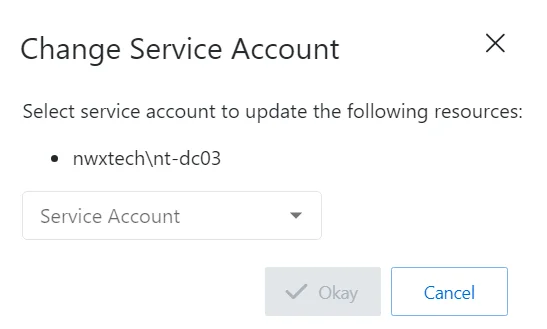 Change Service Account
Select service account to update the following resources:
• nwxtech\nt-dc03
Service Account
Okay
Cancel